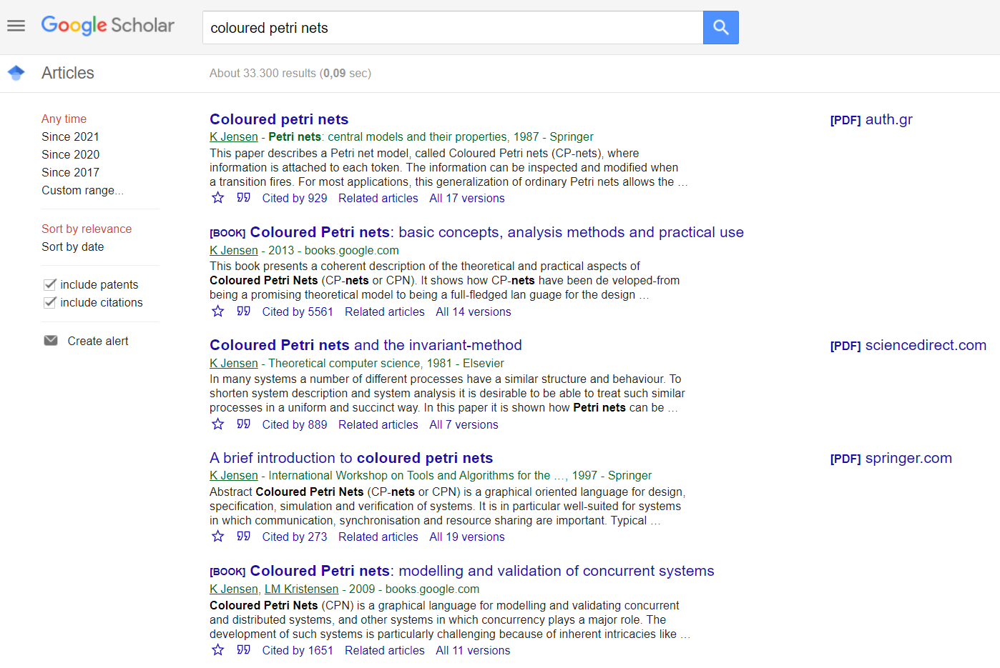 Google Scholar
coloured petri nets
Articles
About 33.300 results (0,09 sec)
Any time
Since 2021
Since 2020
Since 2017
Custom range...
Sort by relevance
Sort by date
include patents
include citations
Create alert
Coloured petri nets
[PDF] auth.gr
K Jensen - Petri nets: central models and their properties, 1987 - Springer
This paper describes a Petri net model, called Coloured Petri nets (CP-nets), where
information is attached to each token. The information can be inspected and modified when
a transition fires. For most applications, this generalization of ordinary Petri nets allows the …
Cited by 929 Related articles All 17 versions
[BOOK] Coloured Petri nets: basic concepts, analysis methods and practical use
K Jensen - 2013 - books.google.com
This book presents a coherent description of the theoretical and practical aspects of
Coloured Petri Nets (CP-nets or CPN). It shows how CP-nets have been de veloped-from
being a promising theoretical model to being a full-fledged lan guage for the design …
Cited by 5561 Related articles All 14 versions
Coloured Petri nets and the invariant-method
[PDF] sciencedirect.com
K Jensen - Theoretical computer science, 1981 - Elsevier
In many systems a number of different processes have a similar structure and behaviour. To
shorten system description and system analysis it is desirable to be able to treat such similar
processes in a uniform and succinct way. In this paper it is shown how Petri nets can be …
Cited by 889 Related articles All 7 versions
A brief introduction to coloured petri nets
[PDF] springer.com
K Jensen - International Workshop on Tools and Algorithms for the …, 1997 - Springer
Abstract Coloured Petri Nets (CP-nets or CPN) is a graphical oriented language for design,
specification, simulation and verification of systems. It is in particular well-suited for systems
in which communication, synchronisation and resource sharing are important. Typical …
Cited by 273 Related articles All 19 versions
[BOOK] Coloured Petri nets: modelling and validation of concurrent systems
K Jensen, LM Kristensen - 2009 - books.google.com
Coloured Petri Nets (CPN) is a graphical language for modelling and validating concurrent
and distributed systems, and other systems in which concurrency plays a major role. The
development of such systems is particularly challenging because of inherent intricacies like …
Cited by 1651 Related articles All 11 versions